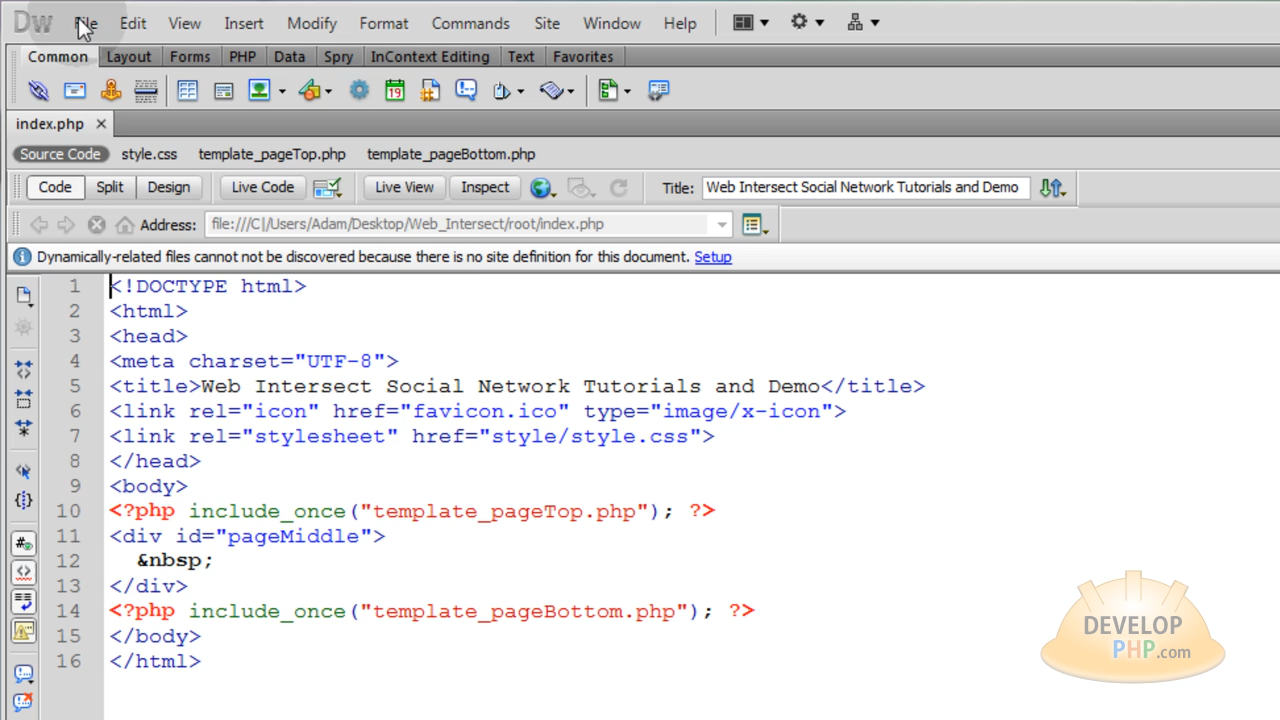 Dw File Edit View Insert Modify Format Commands Site Window Help
Common Layout Forms PHP Data Spry InContext Editing Text Favorites
19
index.php
Source Code style.css template_pageTop.php template_pageBottom.php
Code Split Design Live Code Live View Inspect Title: Web Intersect Social Network Tutorials and Demo
Address: file:///C|/Users/Adam/Desktop/Web_Intersect/root/index.php
Dynamically-related files cannot be discovered because there is no site definition for this document. Setup
1 <!DOCTYPE html>
2 <html>
3 <head>
4 <meta charset="UTF-8">
5 <title>Web Intersect Social Network Tutorials and Demo</title>
6 <link rel="icon" href="favicon.ico" type="image/x-icon">
7 <link rel="stylesheet" href="style/style.css">
8 </head>
9 <body>
10 <?php include_once("template_pageTop.php"); ?>
11 <div id="pageMiddle">
12 &nbsp;
13 </div>
14 <?php include_once("template_pageBottom.php"); ?>
15 </body>
16 </html>
DEVELOP
PHP.com